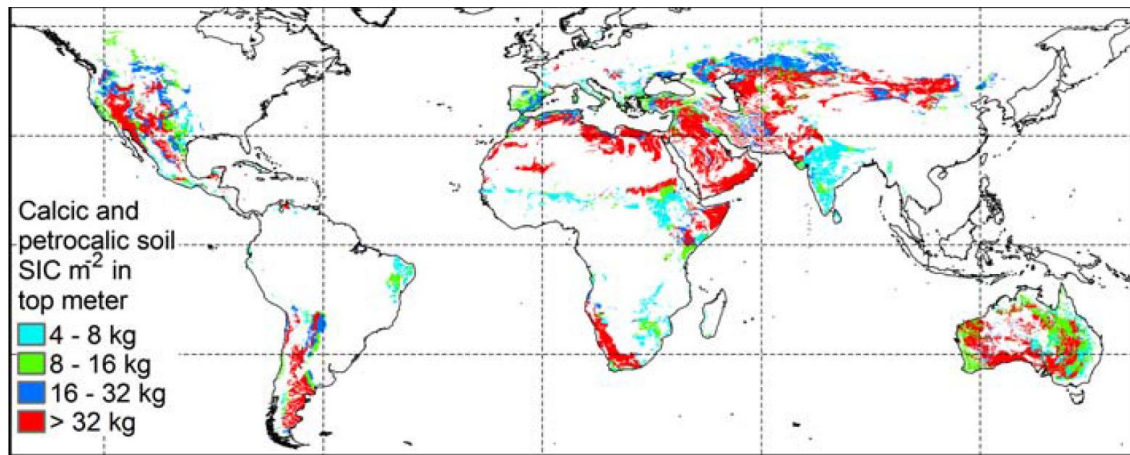 Calcic and
petrocalic soil
SIC m⁻² in
top meter
4 - 8 kg
8 - 16 kg
16 - 32 kg
> 32 kg